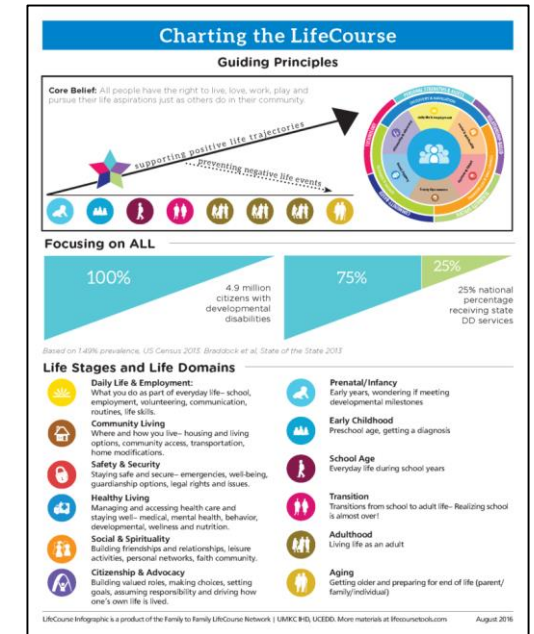 Charting the LifeCourse
Guiding Principles
Core Belief: All people have the right to live, love, work, play and
pursue their life aspirations just as others do in their community.
supporting positive life trajectories
preventing negative life events
Focusing on ALL
100%
4.9 million
citizens with
developmental
disabilities
75%
25%
25% national
percentage
receiving state
DD services
Based on 1.49% prevalence, US Census 2013. Braddock et al, State of the State 2013
Life Stages and Life Domains
Daily Life & Employment:
What you do as part of everyday life– school,
employment, volunteering, communication,
routines, life skills.
Community Living
Where and how you live– housing and living
options, community access, transportation,
home modifications.
Safety & Security
Staying safe and secure– emergencies, well-being,
guardianship options, legal rights and issues.
Healthy Living
Managing and accessing health care and
staying well– medical, mental health, behavior,
developmental, wellness and nutrition.
Social & Spirituality
Building friendships and relationships, leisure
activities, personal networks, faith community.
Citizenship & Advocacy
Building valued roles, making choices, setting
goals, assuming responsibility and driving how
one's own life is lived.
Prenatal/Infancy
Early years, wondering if meeting
developmental milestones
Early Childhood
Preschool age, getting a diagnosis
School Age
Everyday life during school years
Transition
Transitions from school to adult life– Realizing school
is almost over!
Adulthood
Living life as an adult
Aging
Getting older and preparing for end of life (parent/
family/individual)
LifeCourse Infographic is a product of the Family to Family LifeCourse Network | UMKC IHD, UCEDD. More materials at lifecoursetools.com
August 2016